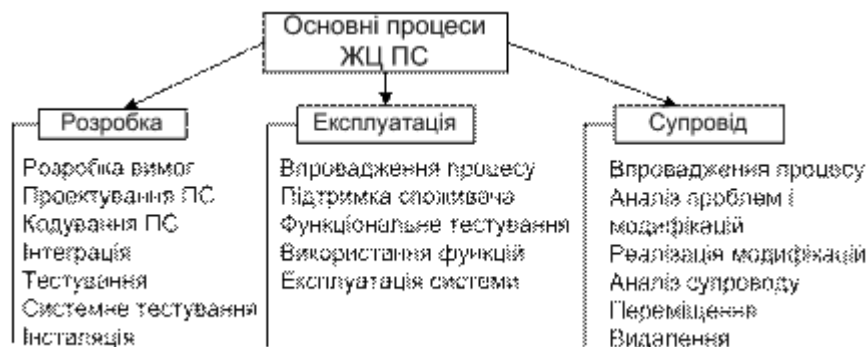 Основні процеси
ЖЦ ПС
Розробка
Розробка вимог
Проектування ПС
Кодування ПС
Інтеграція
Тестування
Системне тестування
Інсталяція
Експлуатація
Впровадження процесу
Підтримка споживача
Функціональне тестування
Використання функцій
Експлуатація системи
Супровід
Впровадження процесу
Аналіз проблем і
модифікацій
Реалізація модифікацій
Аналіз супроводу
Переміщення
Видалення